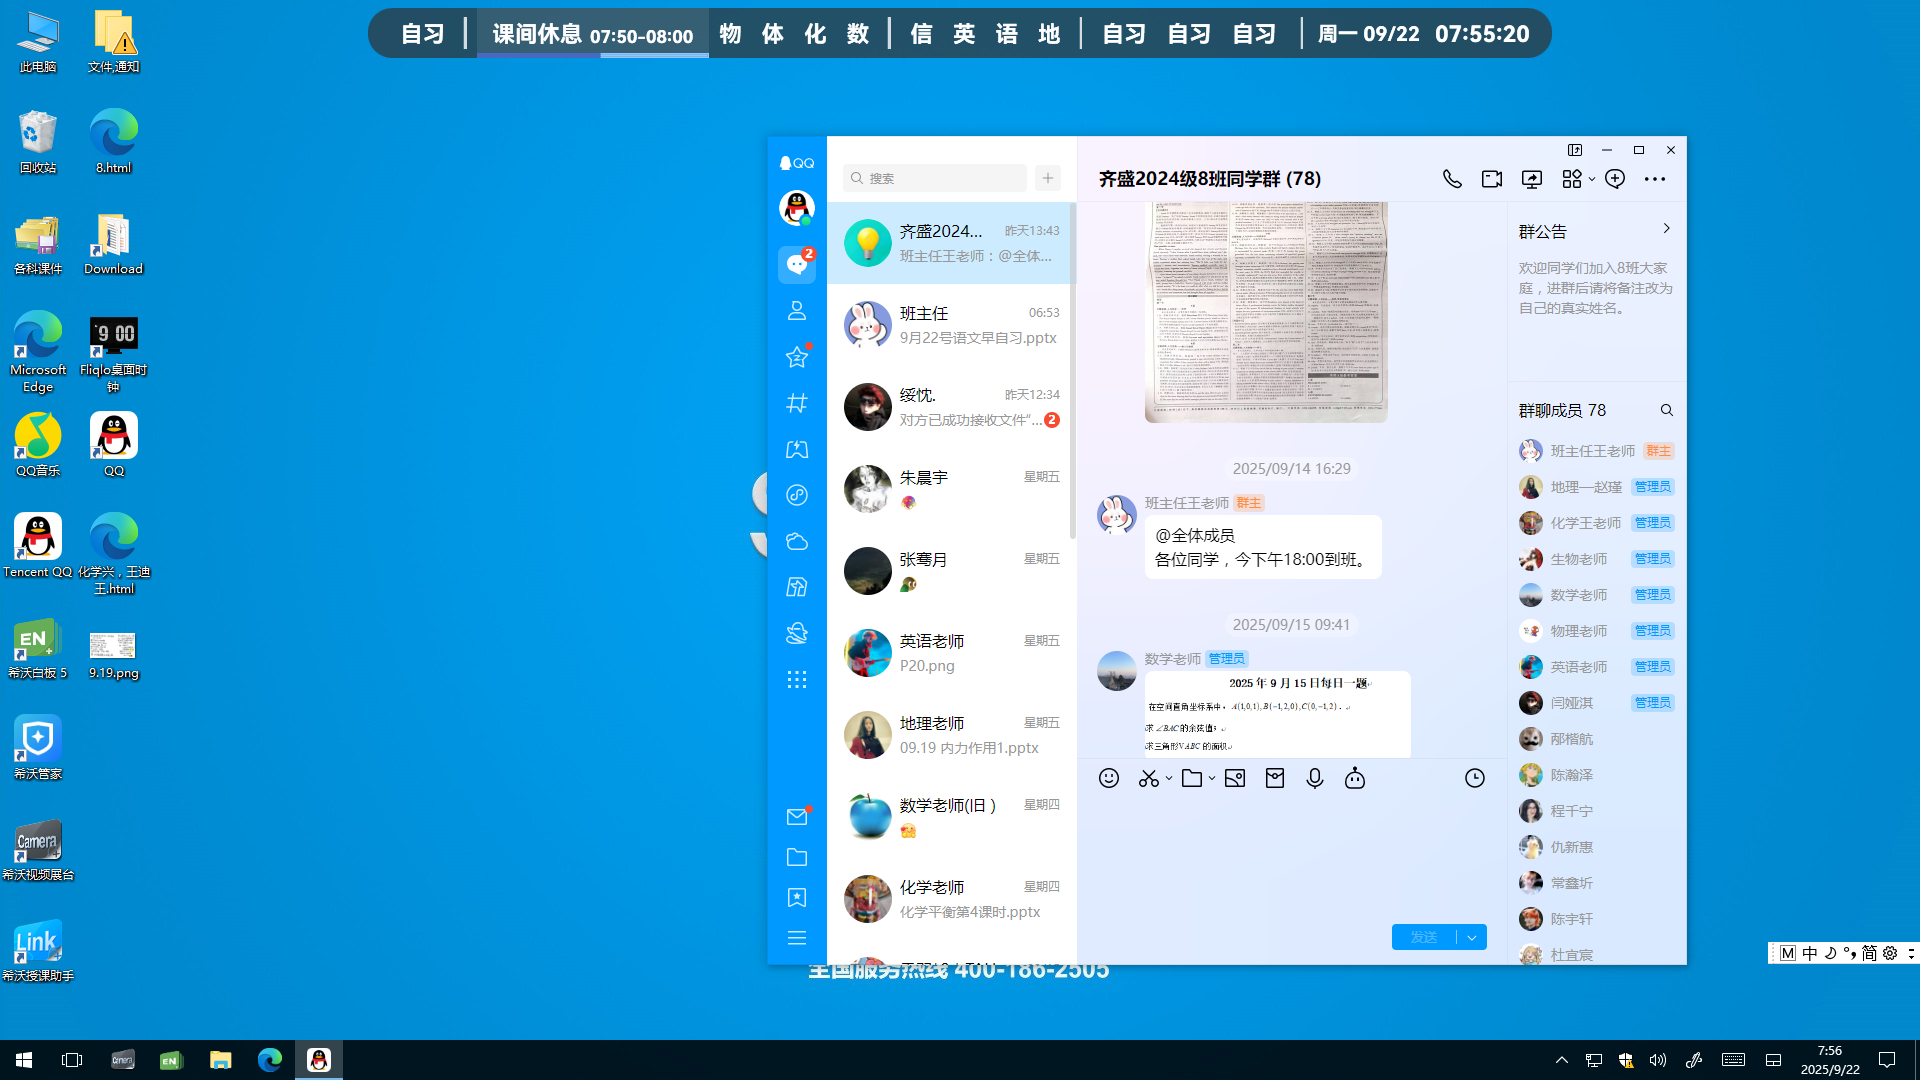 自习
课间休息 07:50-08:00
物 体 化 数
信 英 语 地
自习 自习 自习
周一 09/22 07:55:20
此电脑
文件,通知
回收站
8.html
各科课件
Download
Microsoft Edge
Fliqlo桌面时钟
9 00
QQ音乐
QQ
Tencent QQ
化学兴，王迪王.html
EN
希沃白板 5
9.19.png
希沃管家
Camera
希沃视频展台
Link
希沃授课助手
QQ
搜索
2
齐盛2024...
昨天13:43
班主任王老师：@全体...
班主任
06:53
9月22号语文早自习.pptx
绥忱.
昨天12:34
对方已成功接收文件“...
2
朱晨宇
星期五
张骞月
星期五
英语老师
星期五
P20.png
地理老师
星期五
09.19 内力作用1.pptx
数学老师(旧 )
星期四
化学老师
星期四
化学平衡第4课时.pptx
齐盛2024级8班同学群 (78)
2025/09/14 16:29
班主任王老师 群主
@全体成员
各位同学，今下午18:00到班。
2025/09/15 09:41
数学老师 管理员
2025 年 9 月 15 日每日一题
在空间直角坐标系中，A(1,0,1),B(-1,2,0),C(0,-1,2).
求 ∠BAC 的余弦值；
求三角形VABC 的面积
发送
群公告
欢迎同学们加入8班大家
庭，进群后请将备注改为
自己的真实姓名。
群聊成员 78
班主任王老师 群主
地理—赵瑾 管理员
化学王老师 管理员
生物老师 管理员
数学老师 管理员
物理老师 管理员
英语老师 管理员
闫娅淇 管理员
邴楷航
陈瀚泽
程千宁
仇新惠
常鑫圻
陈宇轩
杜宜宸
全国服务热线 400-186-2505
M 中 简
Camera
EN
7:56
2025/9/22